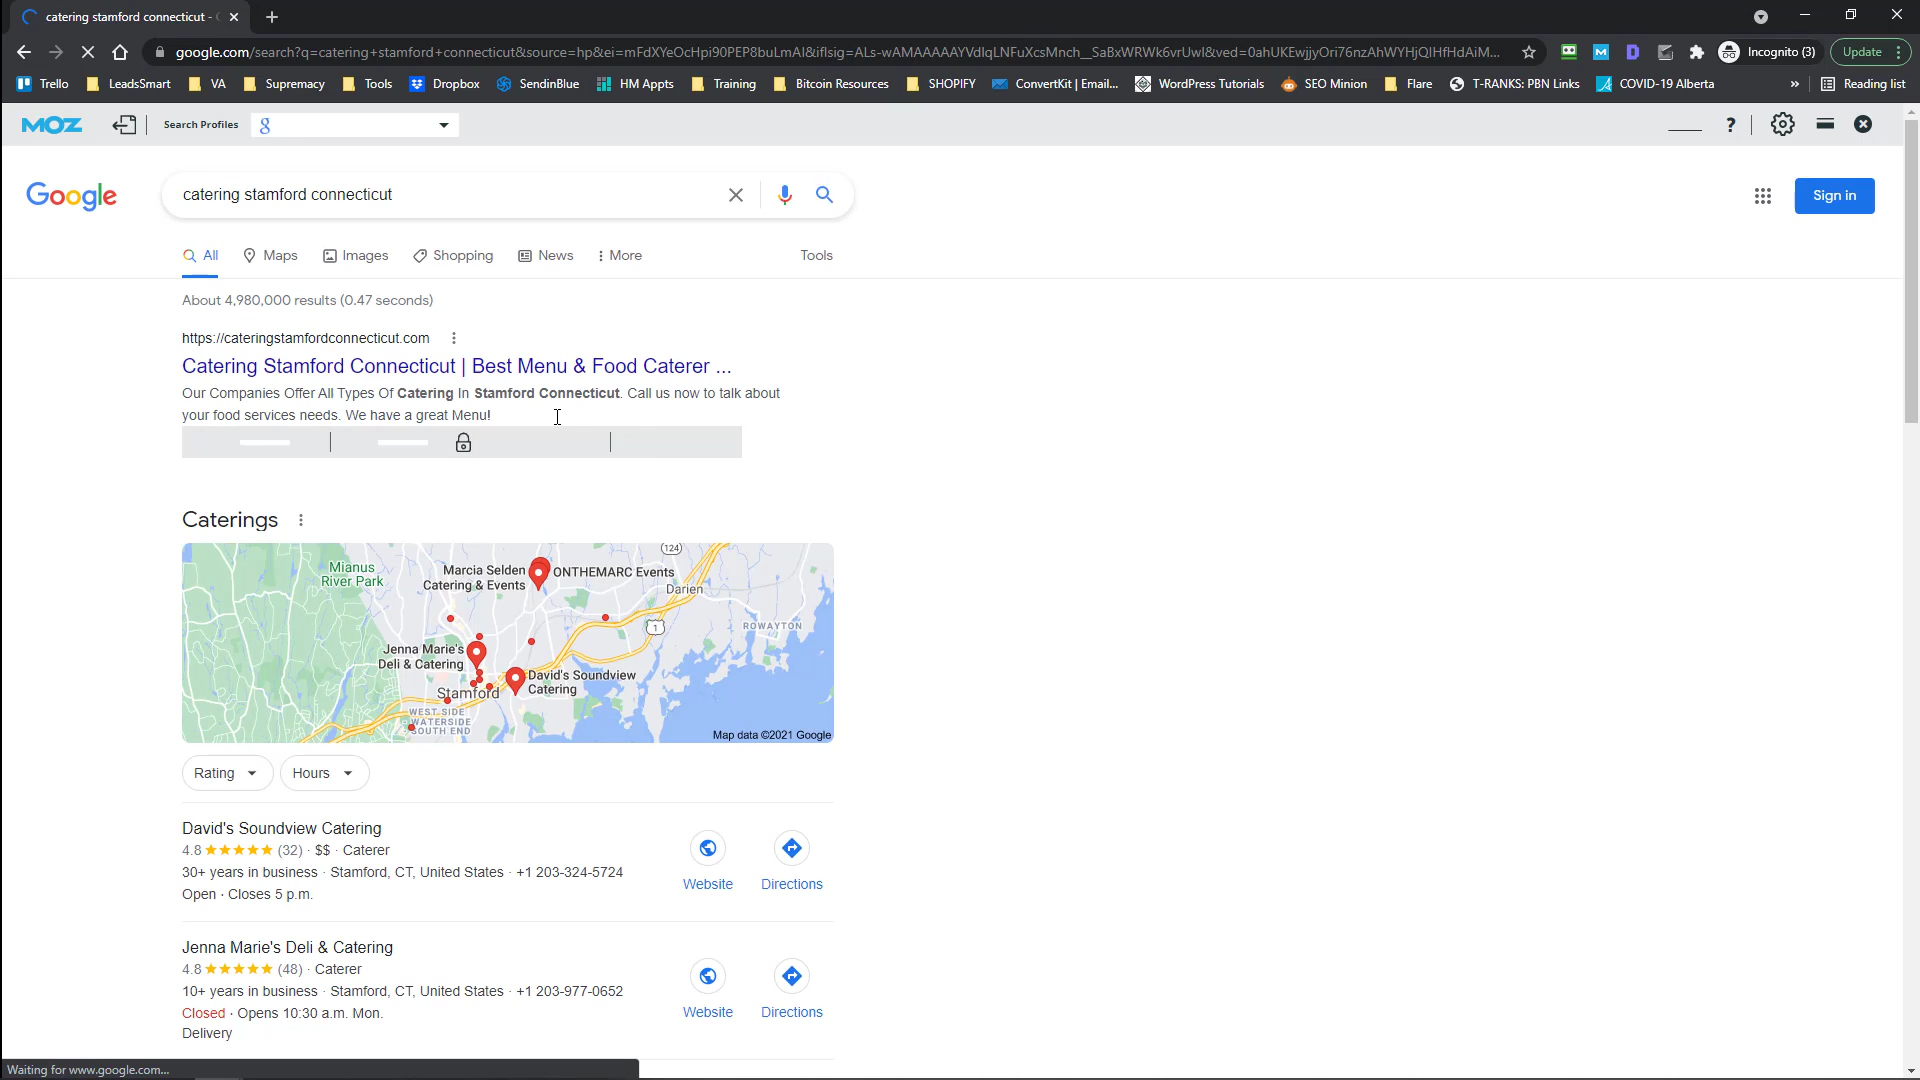 catering stamford connecticut -
Incognito (3)
Update
google.com/search?q=catering+stamford+connecticut&source=hp&ei=mFdXYeOcHpi90PEP8buLmAI&iflsig=ALs-wAMAAAAAYVdlqLNFuXcsMnch__SaBxWRWk6vrUwI&ved=0ahUKEwjjyOri76nzAhWYHjQIHfHdAiM...
Trello LeadsSmart VA Supremacy Tools Dropbox SendinBlue HM Appts Training Bitcoin Resources SHOPIFY ConvertKit | Email... WordPress Tutorials SEO Minion Flare T-RANKS: PBN Links COVID-19 Alberta » Reading list
MOZ Search Profiles g ?
Google catering stamford connecticut Sign in
All Maps Images Shopping News More Tools
About 4,980,000 results (0.47 seconds)
https://cateringstamfordconnecticut.com
Catering Stamford Connecticut | Best Menu & Food Caterer ...
Our Companies Offer All Types Of Catering In Stamford Connecticut. Call us now to talk about
your food services needs. We have a great Menu!
Caterings
124
Mianus
River Park
Marcia Selden
Catering & Events
ONTHEMARC Events
Darien
1
ROWAYTON
Jenna Marie's
Deli & Catering
David's Soundview
Catering
Stamford
WEST SIDE
WATERSIDE
SOUTH END
Map data ©2021 Google
Rating Hours
David's Soundview Catering
4.8 (32) · $$ · Caterer
30+ years in business · Stamford, CT, United States · +1 203-324-5724
Open · Closes 5 p.m.
Website Directions
Jenna Marie's Deli & Catering
4.8 (48) · Caterer
10+ years in business · Stamford, CT, United States · +1 203-977-0652
Closed · Opens 10:30 a.m. Mon.
Delivery
Website Directions
Waiting for www.google.com...